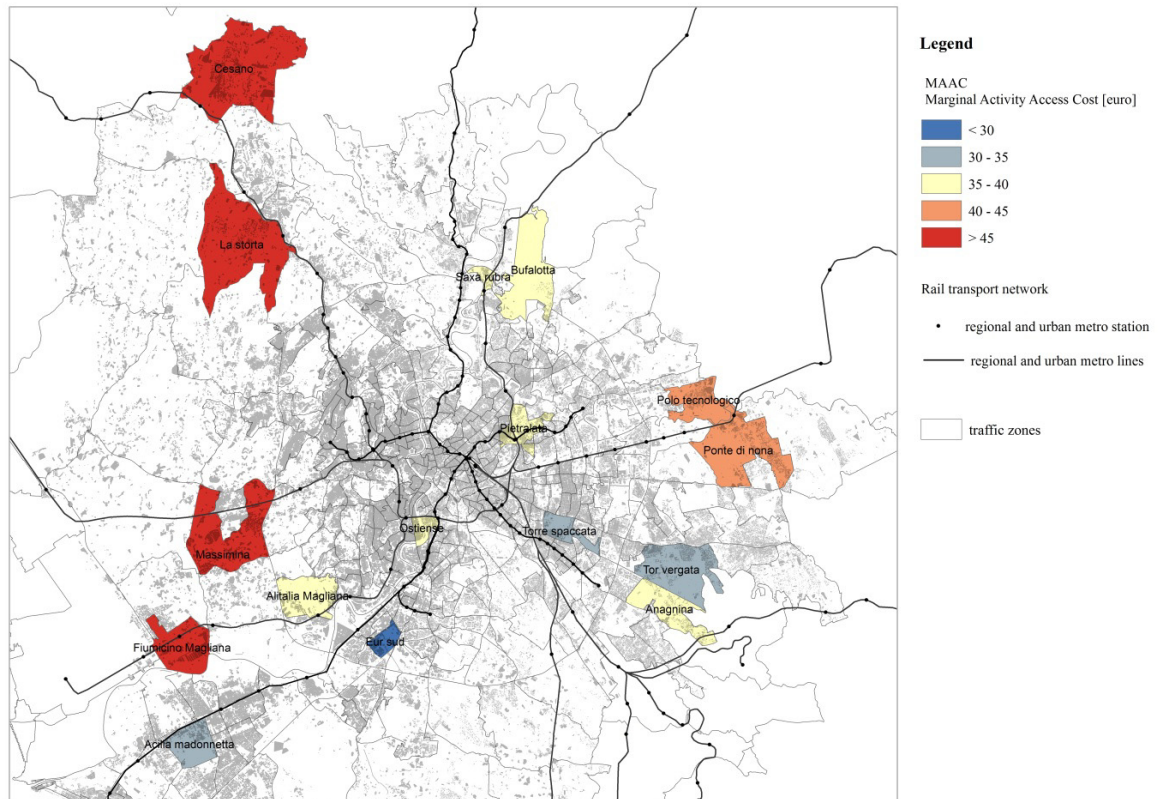 Cesano
La storta
Saxa rubra
Bufalotta
Polo tecnologico
Pietralata
Ponte di nona
Ostiense
Torre spaccata
Massimina
Tor vergata
Alitalia Magliana
Anagnina
Eur sud
Fiumicino Magliana
Acilia madonnetta
Legend
MAAC
Marginal Activity Access Cost [euro]
< 30
30 - 35
35 - 40
40 - 45
> 45
Rail transport network
regional and urban metro station
regional and urban metro lines
traffic zones